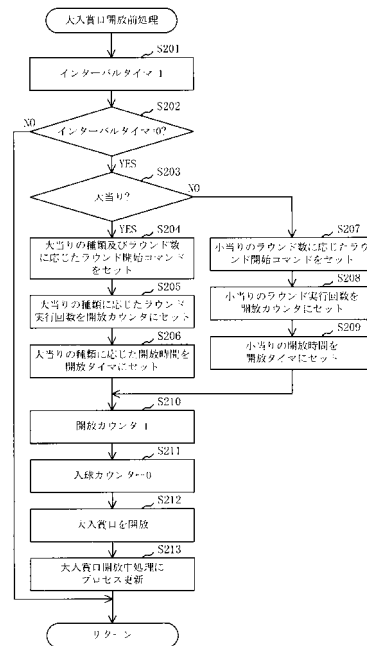 大入賞口開放前処理
S201
インターバルタイマ-1
S202
NO
インターバルタイマ=0?
YES
S203
大当り?
NO
YES
S204
大当りの種類及びラウンド数
に応じたラウンド開始コマンド
をセット
S207
小当りのラウンド数に応じたラウ
ンド開始コマンドをセット
S205
大当りの種類に応じたラウンド
実行回数を開放カウンタにセット
S208
小当りのラウンド実行回数を
開放カウンタにセット
S206
大当りの種類に応じた開放時間を
開放タイマにセット
S209
小当りの開放時間を
開放タイマにセット
S210
開放カウンタ-1
S211
入球カウンタ←0
S212
大入賞口を開放
S213
大入賞口開放中処理に
プロセス更新
リターン